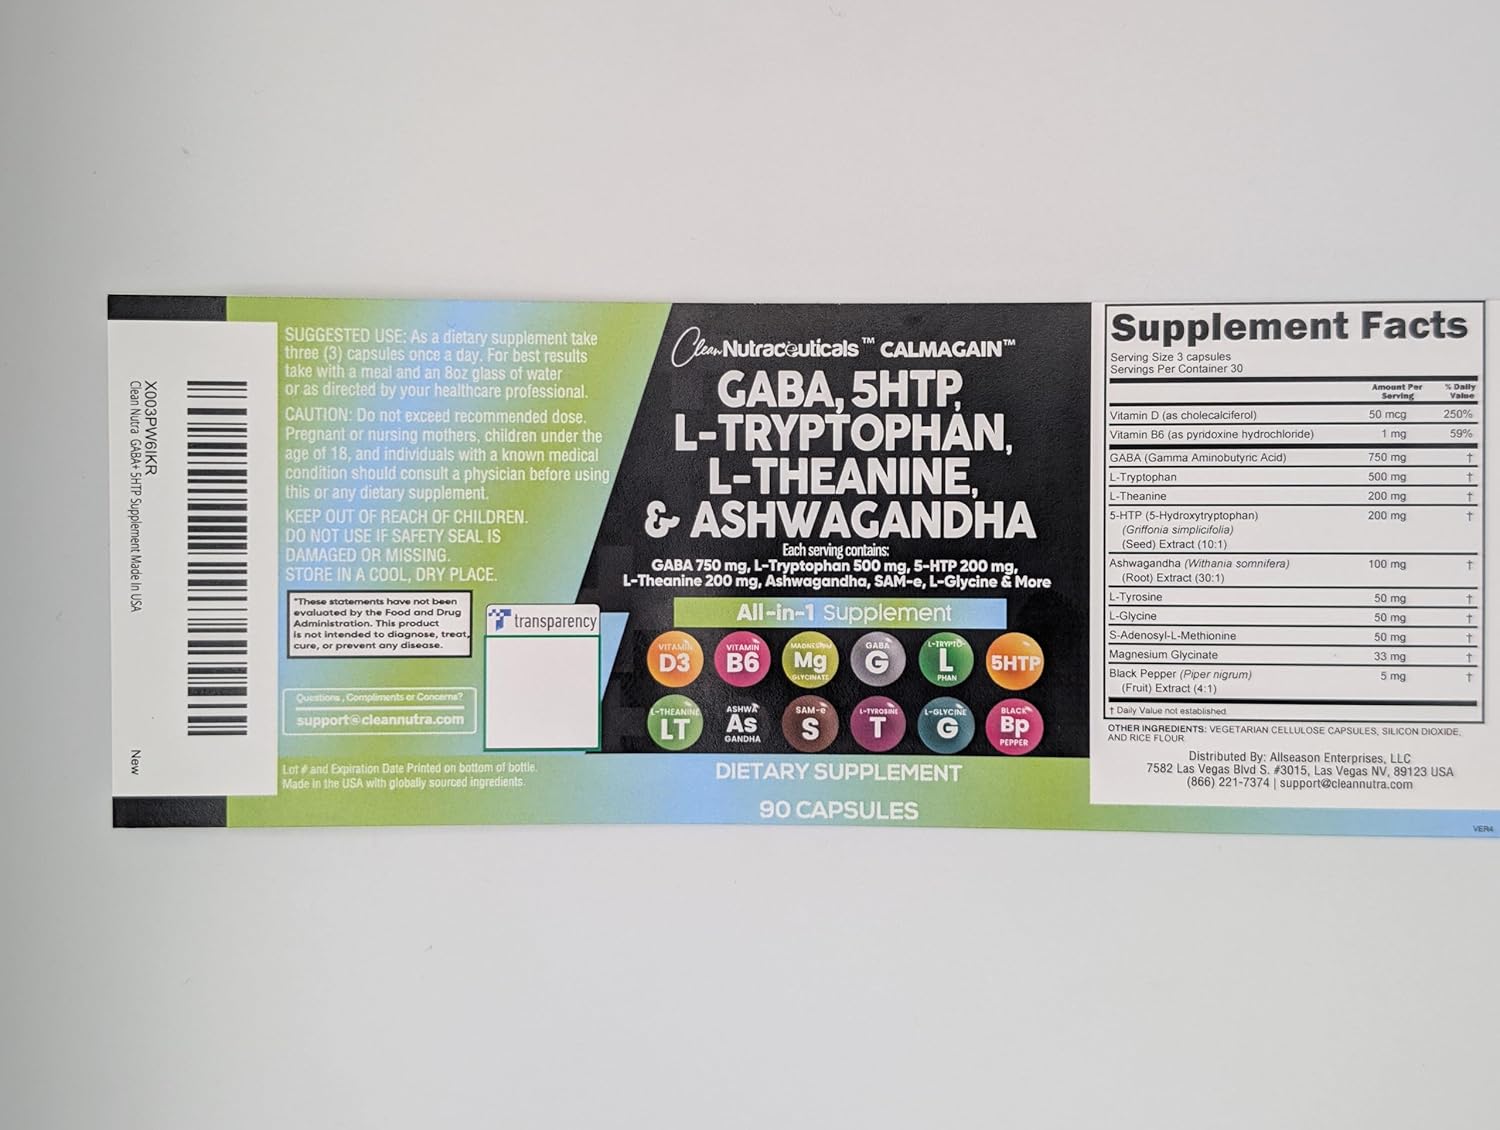 X003PW6IKR
Clean Nutra GABA+ 5HTP Supplement Made In USA
New
SUGGESTED USE: As a dietary supplement take
three (3) capsules once a day. For best results
take with a meal and an 8oz glass of water
or as directed by your healthcare professional.
CAUTION: Do not exceed recommended dose.
Pregnant or nursing mothers, children under the
age of 18, and individuals with a known medical
condition should consult a physician before using
this or any dietary supplement.
KEEP OUT OF REACH OF CHILDREN.
DO NOT USE IF SAFETY SEAL IS
DAMAGED OR MISSING.
STORE IN A COOL, DRY PLACE.
*These statements have not been
evaluated by the Food and Drug
Administration. This product
is not intended to diagnose, treat,
cure, or prevent any disease.
transparency
Questions, Compliments or Concerns?
support@cleannutra.com
Lot # and Expiration Date Printed on bottom of bottle.
Made in the USA with globally sourced ingredients.
Clean Nutraceuticals™ CALMAGAIN™
GABA, 5HTP,
L-TRYPTOPHAN,
L-THEANINE,
& ASHWAGANDHA
Each serving contains:
GABA 750 mg, L-Tryptophan 500 mg, 5-HTP 200 mg,
L-Theanine 200 mg, Ashwagandha, SAM-e, L-Glycine & More
All-in-1 Supplement
VITAMIN
D3
VITAMIN
B6
MAGNESIUM
Mg
GLYCINATE
GABA
G
L-TRYPTO-
L
PHAN
5HTP
L-THEANINE
LT
ASHWA
As
GANDHA
SAM-e
S
L-TYROSINE
T
L-GLYCINE
G
BLACK
Bp
PEPPER
DIETARY SUPPLEMENT
90 CAPSULES
Supplement Facts
Serving Size 3 capsules
Servings Per Container 30
Amount Per Serving % Daily Value
Vitamin D (as cholecalciferol) 50 mcg 250%
Vitamin B6 (as pyridoxine hydrochloride) 1 mg 59%
GABA (Gamma Aminobutyric Acid) 750 mg †
L-Tryptophan 500 mg †
L-Theanine 200 mg †
5-HTP (5-Hydroxytryptophan) 200 mg †
(Griffonia simplicifolia)
(Seed) Extract (10:1)
Ashwagandha (Withania somnifera) 100 mg †
(Root) Extract (30:1)
L-Tyrosine 50 mg †
L-Glycine 50 mg †
S-Adenosyl-L-Methionine 50 mg †
Magnesium Glycinate 33 mg †
Black Pepper (Piper nigrum) 5 mg †
(Fruit) Extract (4:1)
† Daily Value not established.
OTHER INGREDIENTS: VEGETARIAN CELLULOSE CAPSULES, SILICON DIOXIDE,
AND RICE FLOUR.
Distributed By: Allseason Enterprises, LLC
7582 Las Vegas Blvd S. #3015, Las Vegas NV, 89123 USA
(866) 221-7374 | support@cleannutra.com
VER4